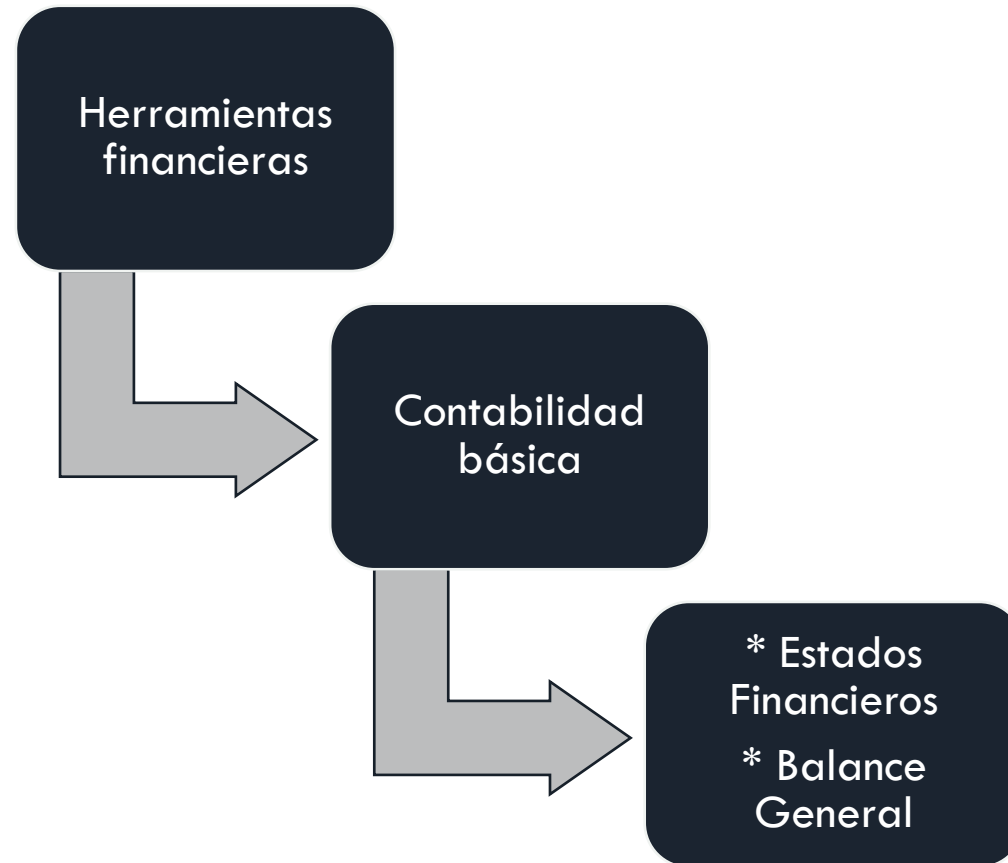 Herramientas
financieras
Contabilidad
básica
* Estados
Financieros
* Balance
General